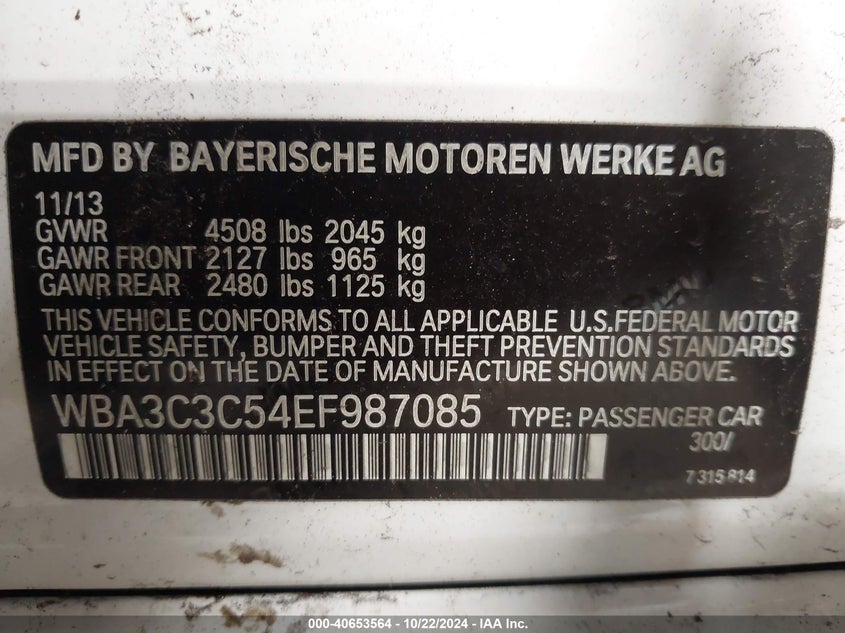 MFD BY BAYERISCHE MOTOREN WERKE AG
11/13
GVWR 4508 lbs 2045 kg
GAWR FRONT 2127 lbs 965 kg
GAWR REAR 2480 lbs 1125 kg
THIS VEHICLE CONFORMS TO ALL APPLICABLE U.S.FEDERAL MOTOR
VEHICLE SAFETY, BUMPER AND THEFT PREVENTION STANDARDS
IN EFFECT ON THE DATE OF MANUFACTURE SHOWN ABOVE.
WBA3C3C54EF987085 TYPE: PASSENGER CAR
300/
7 315 814
000-40653564 - 10/22/2024 - IAA Inc.